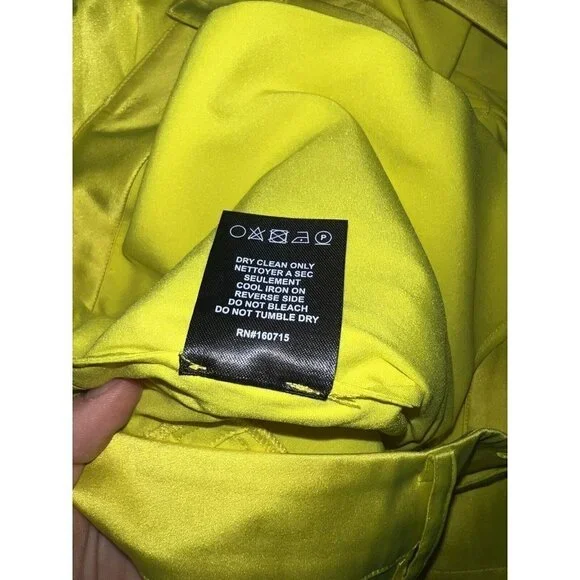 DRY CLEAN ONLY
NETTOYER A SEC
SEULEMENT
COOL IRON ON
REVERSE SIDE
DO NOT BLEACH
DO NOT TUMBLE DRY
RN#160715